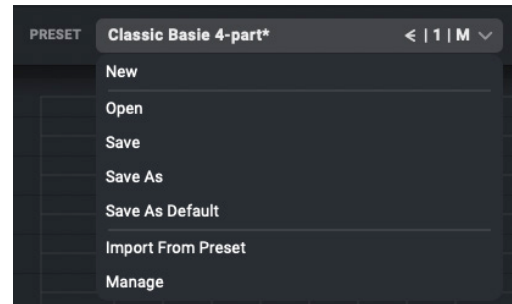 PRESET Classic Basie 4-part* < | 1 | M
New
Open
Save
Save As
Save As Default
Import From Preset
Manage